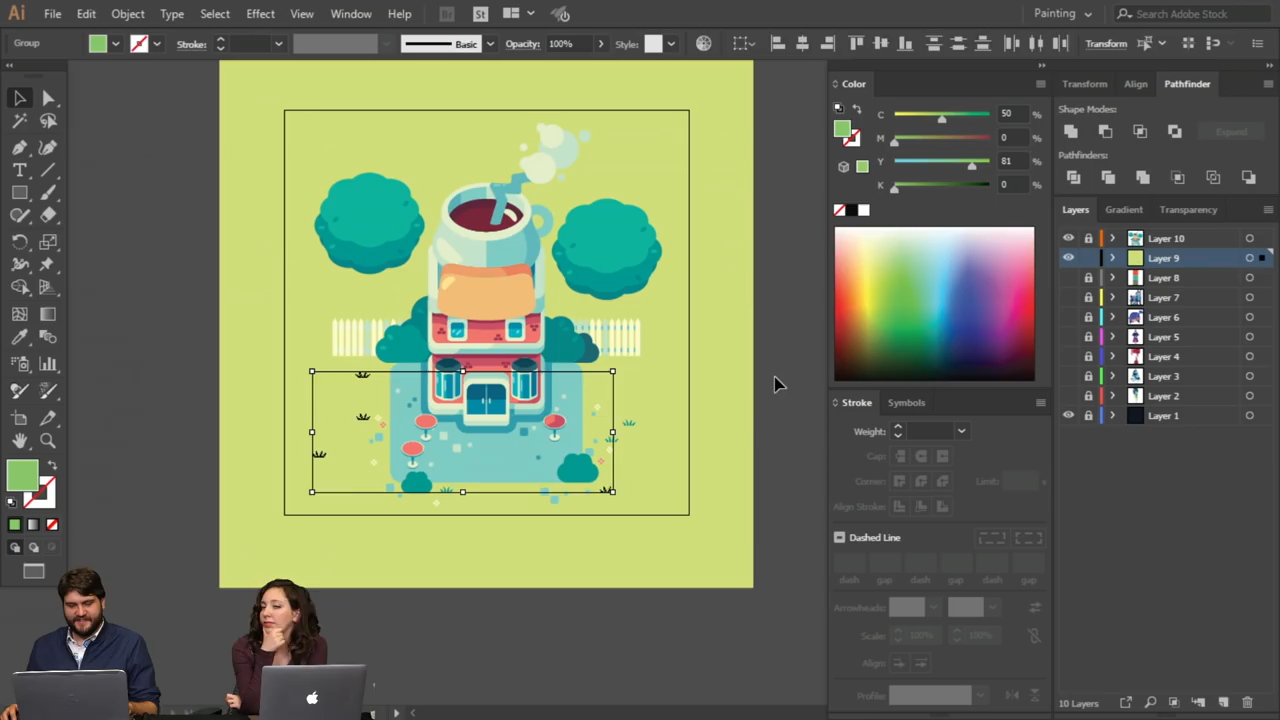 Ai File Edit Object Type Select Effect View Window Help Br St Painting Search Adobe Stock
Group Stroke: Basic Opacity: 100% Style: Transform
Color
C 50 %
M 0 %
Y 81 %
K 0 %
Stroke Symbols
Weight:
Cap:
Corner: Limit:
Align Stroke:
Dashed Line
dash gap dash gap dash gap
Arrowheads:
Scale: 100% 100%
Align:
Profile:
Transform Align Pathfinder
Shape Modes:
Expand
Pathfinders:
Layers Gradient Transparency
Layer 10
Layer 9
Layer 8
Layer 7
Layer 6
Layer 5
Layer 4
Layer 3
Layer 2
Layer 1
10 Layers